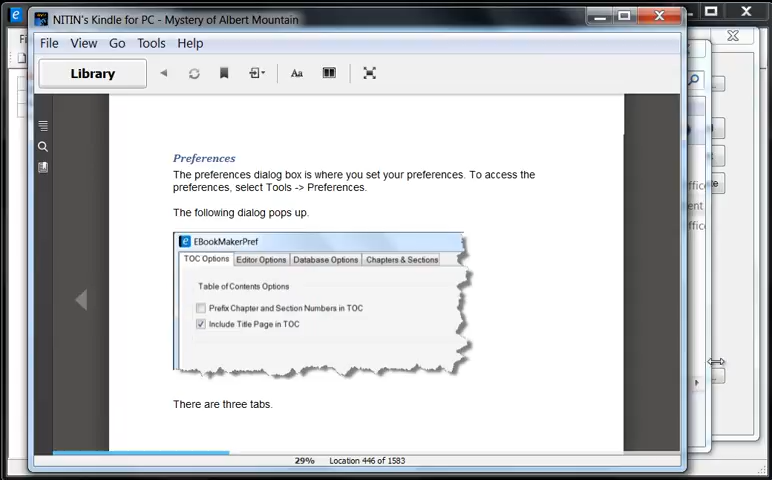 NITIN's Kindle for PC - Mystery of Albert Mountain
File View Go Tools Help
Library Aa
Preferences
The preferences dialog box is where you set your preferences. To access the
preferences, select Tools -> Preferences.
The following dialog pops up.
EBookMakerPref
TOC Options Editor Options Database Options Chapters & Sections
Table of Contents Options
Prefix Chapter and Section Numbers in TOC
Include Title Page in TOC
There are three tabs.
29% Location 446 of 1583